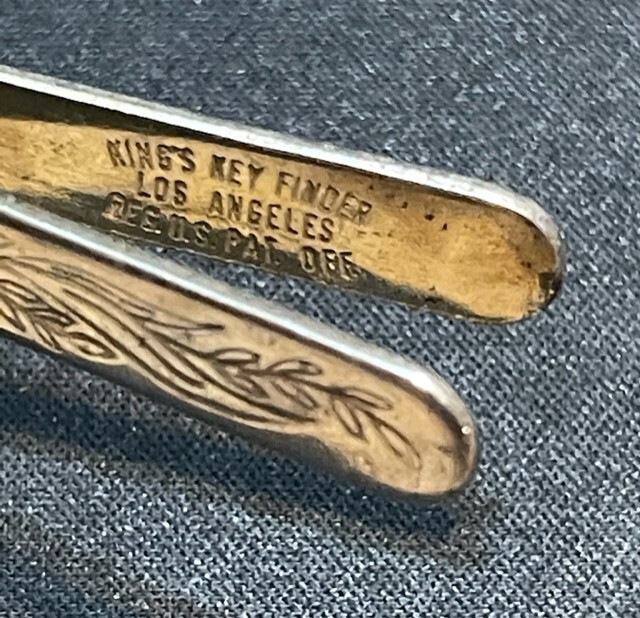 KING'S KEY FINDER
LOS ANGELES
REG. U.S. PAT. OFF.